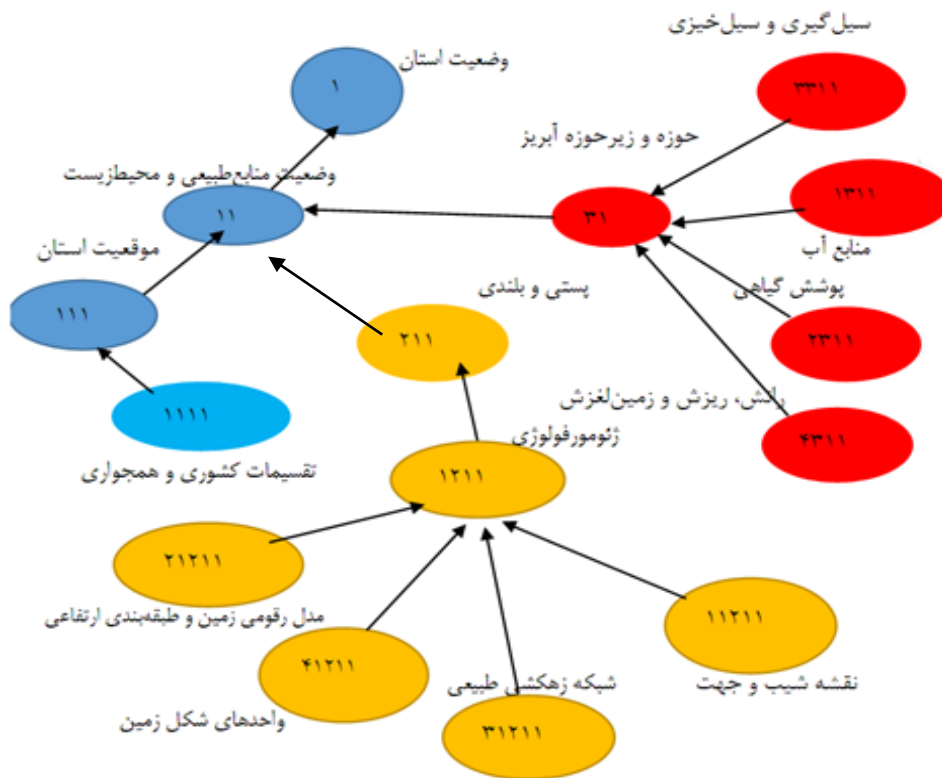 سیل‌گیری و سیل‌خیزی
۳۳۱۱
وضعیت استان
۱
حوزه و زیرحوزه آبریز
۳۱
۱۳۱۱
منابع آب
وضعیت منابع‌طبیعی و محیط‌زیست
۱۱
موقعیت استان
۱۱۱
پوشش گیاهی
۲۳۱۱
پستی و بلندی
۲۱۱
رانش، ریزش و زمین‌لغزش
۴۳۱۱
۱۱۱۱
تقسیمات کشوری و همجواری
ژئومورفولوژی
۱۲۱۱
۲۱۲۱۱
مدل رقومی زمین و طبقه‌بندی ارتفاعی
۱۱۲۱۱
نقشه شیب و جهت
۴۱۲۱۱
واحدهای شکل زمین
شبکه زهکشی طبیعی
۳۱۲۱۱